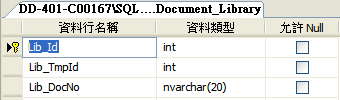 DD-401-C00167\SQL....Document_Library
資料行名稱 資料類型 允許 Null
Lib_Id int
Lib_TmpId int
Lib_DocNo nvarchar(20)